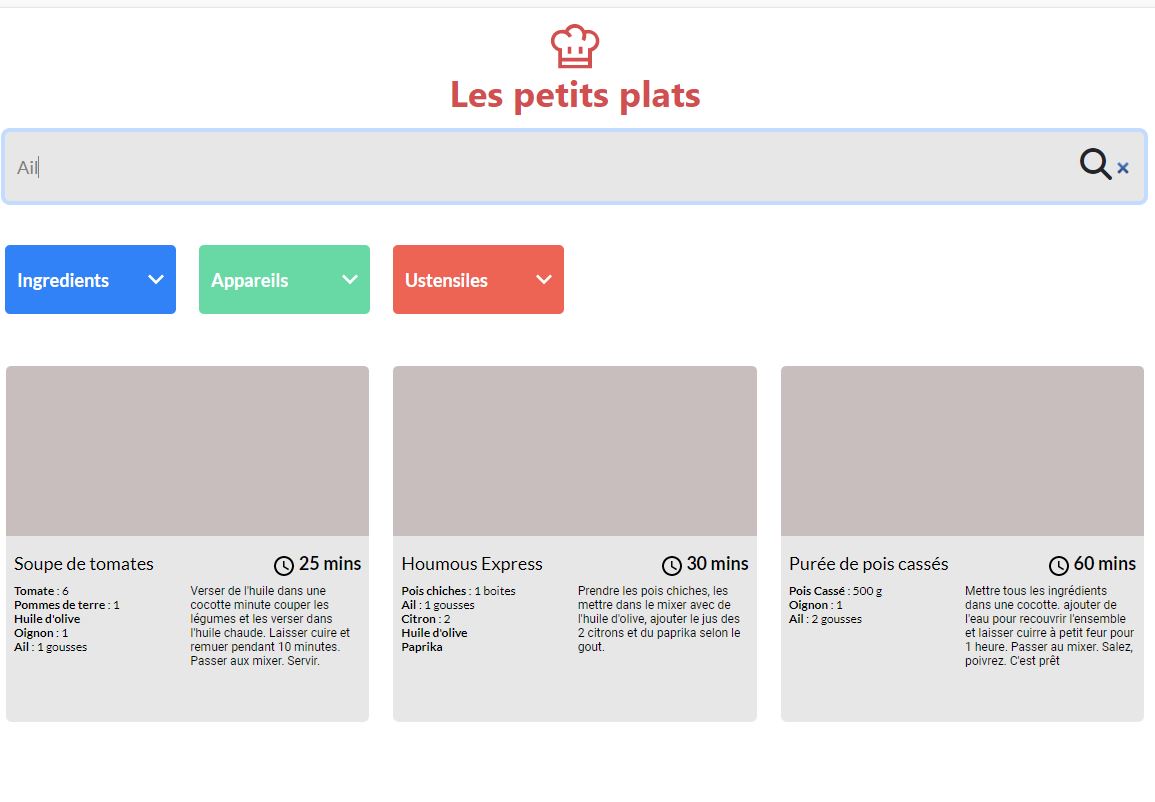 Les petits plats
Ail
Ingredients
Appareils
Ustensiles
Soupe de tomates
25 mins
Tomate : 6
Pommes de terre : 1
Huile d'olive
Oignon : 1
Ail : 1 gousses
Verser de l'huile dans une
cocotte minute couper les
légumes et les verser dans
l'huile chaude. Laisser cuire et
remuer pendant 10 minutes.
Passer aux mixer. Servir.
Houmous Express
30 mins
Pois chiches : 1 boites
Ail : 1 gousses
Citron : 2
Huile d'olive
Paprika
Prendre les pois chiches, les
mettre dans le mixer avec de
l'huile d'olive, ajouter le jus des
2 citrons et du paprika selon le
gout.
Purée de pois cassés
60 mins
Pois Cassé : 500 g
Oignon : 1
Ail : 2 gousses
Mettre tous les ingrédients
dans une cocotte. ajouter de
l'eau pour recouvrir l'ensemble
et laisser cuirre à petit feur pour
1 heure. Passer au mixer. Salez,
poivrez. C'est prêt